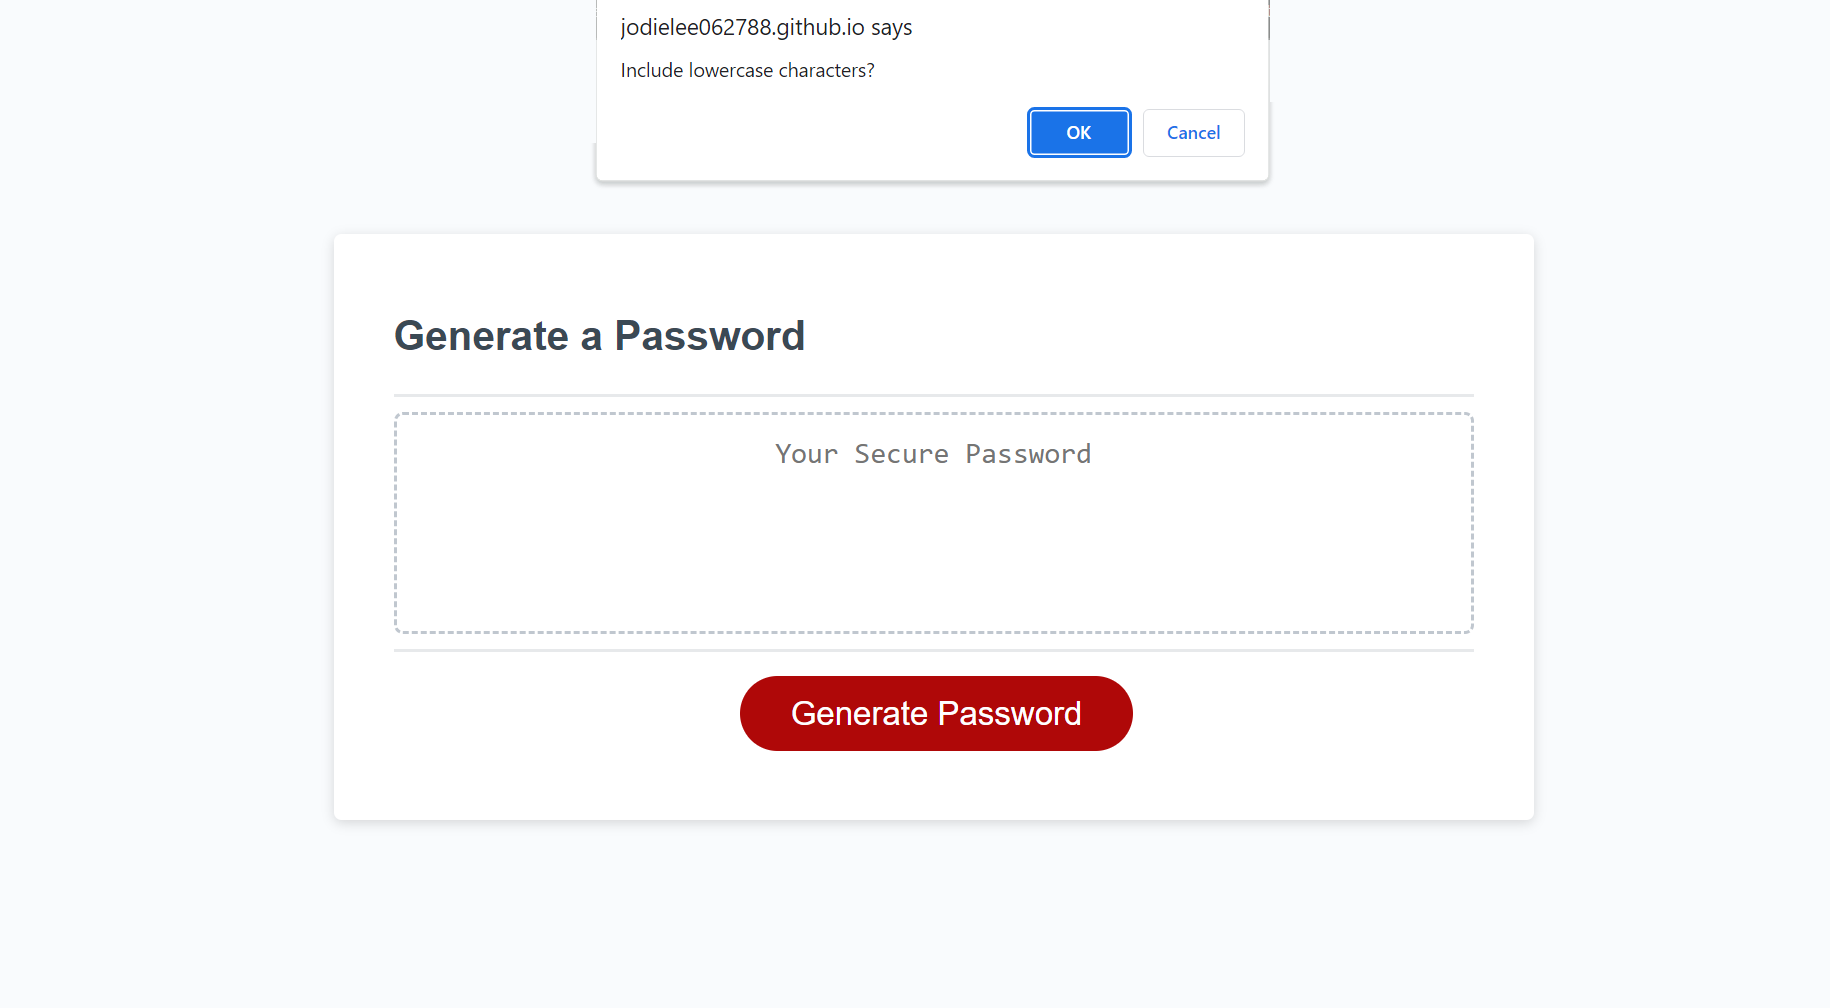 jodielee062788.github.io says
Include lowercase characters?
OK
Cancel
Generate a Password
Your Secure Password
Generate Password